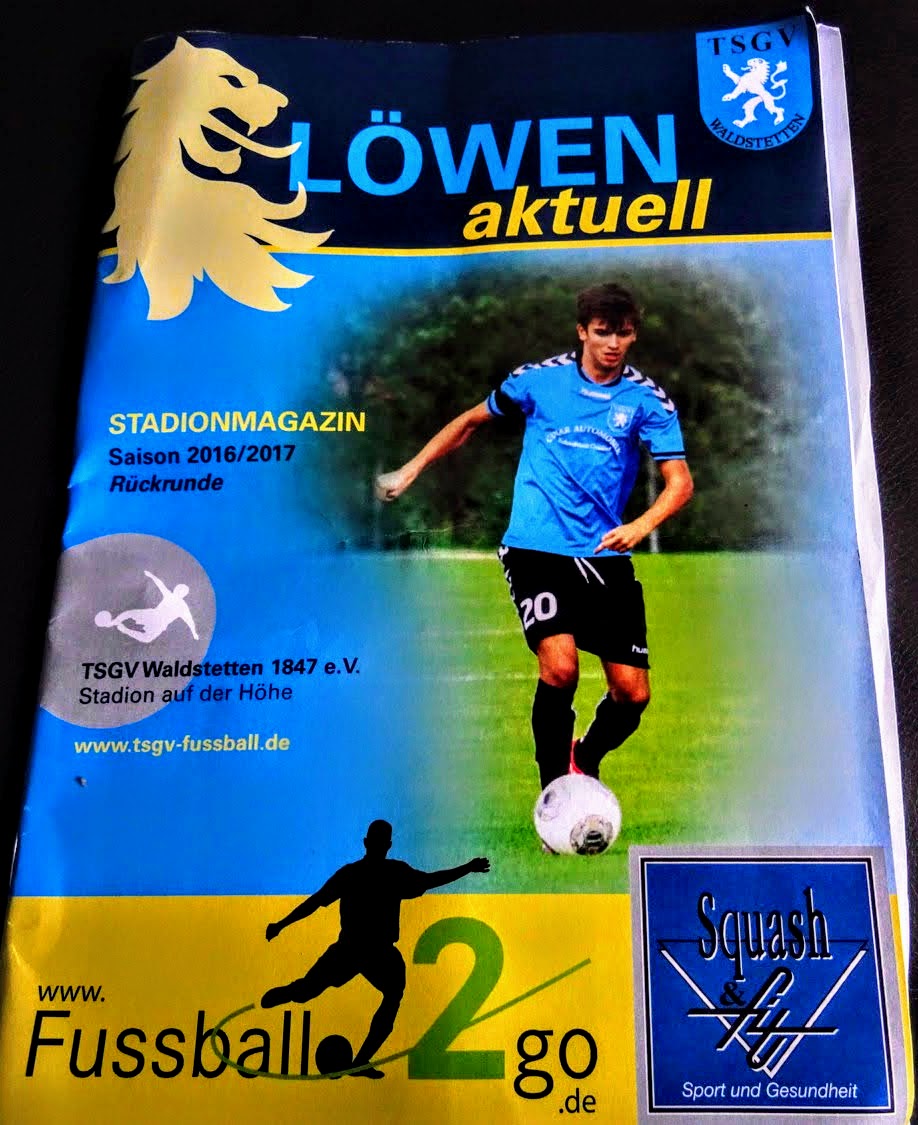 TSGV
WALDSTETTEN
LÖWEN
aktuell
STADIONMAGAZIN
Saison 2016/2017
Rückrunde
20
TSGV Waldstetten 1847 e.V.
Stadion auf der Höhe
www.tsgv-fussball.de
www.
Fussball2go
.de
Squash
& fit
Sport und Gesundheit